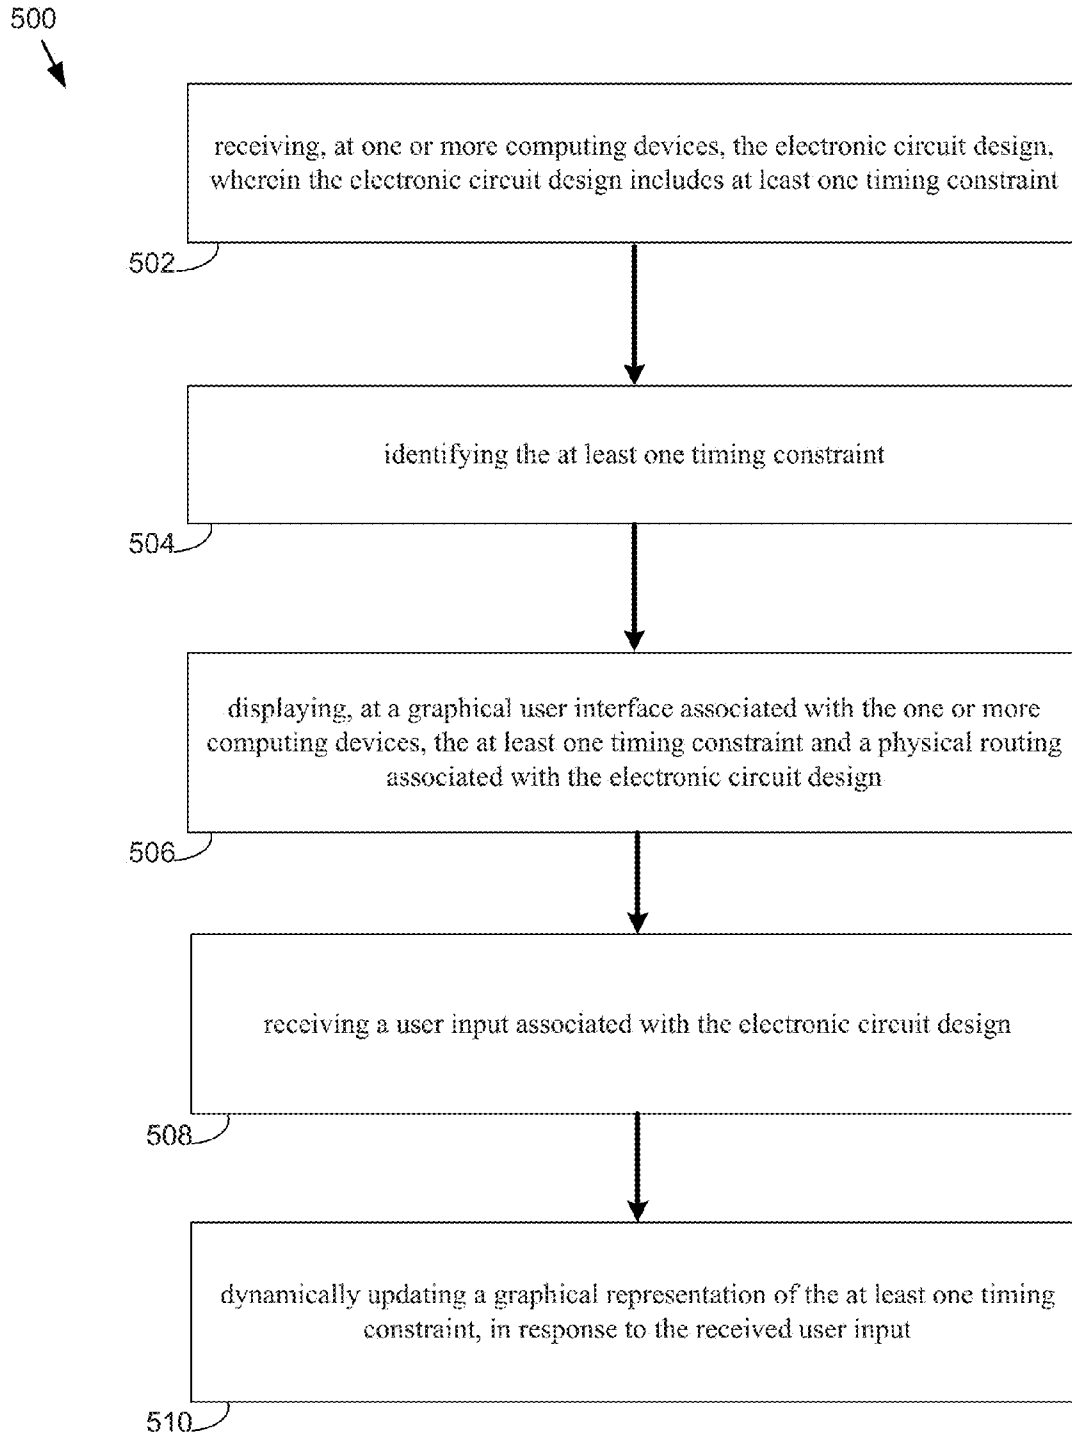 500
receiving, at one or more computing devices, the electronic circuit design,
wherein the electronic circuit design includes at least one timing constraint
502
identifying the at least one timing constraint
504
displaying, at a graphical user interface associated with the one or more
computing devices, the at least one timing constraint and a physical routing
associated with the electronic circuit design
506
receiving a user input associated with the electronic circuit design
508
dynamically updating a graphical representation of the at least one timing
constraint, in response to the received user input
510